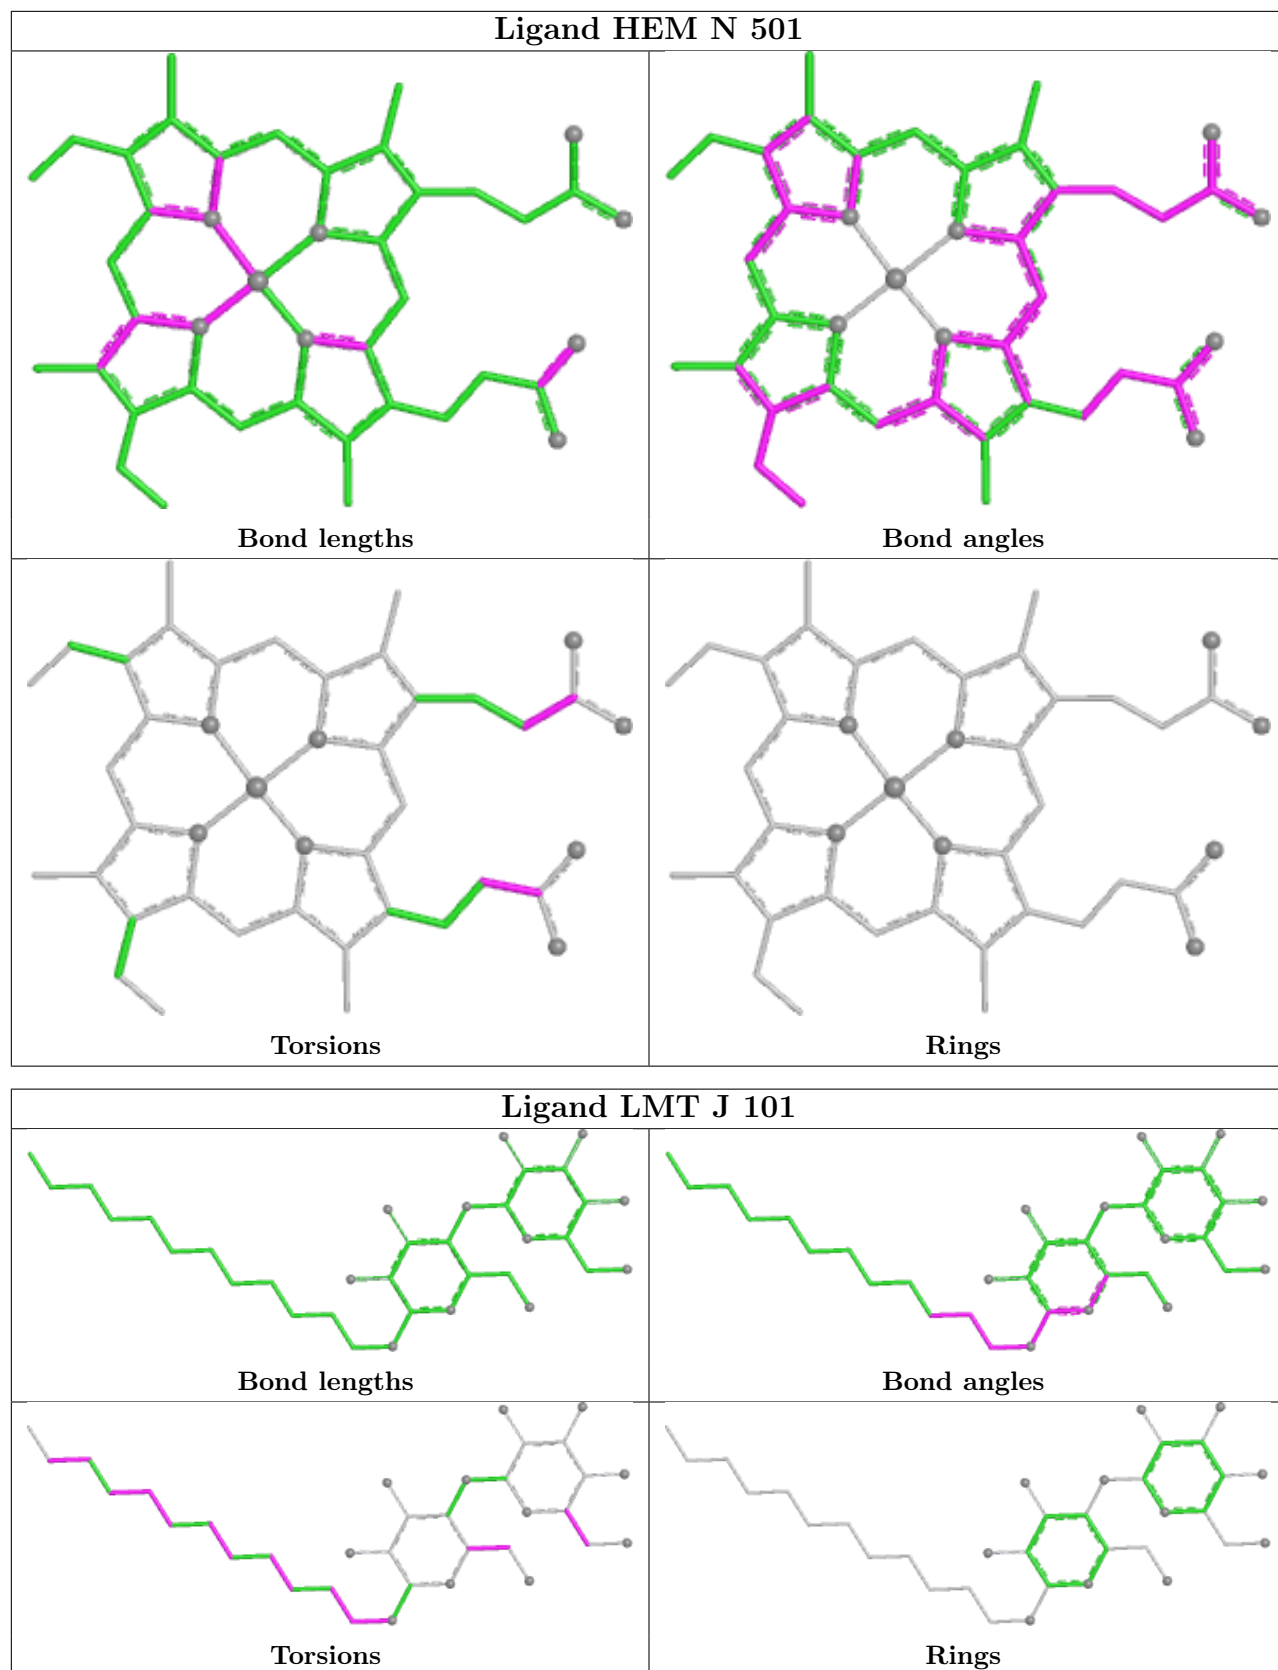 Ligand HEM N 501
Bond lengths
Bond angles
Torsions
Rings
Ligand LMT J 101
Bond lengths
Bond angles
Torsions
Rings